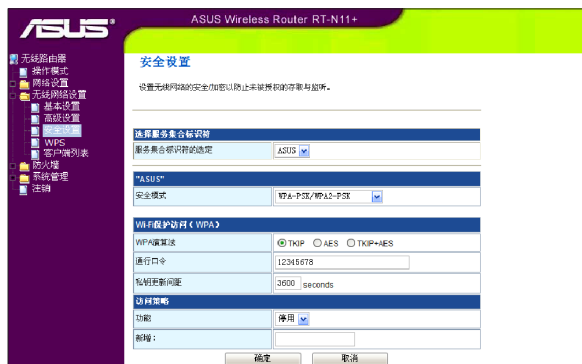 ASUS
ASUS Wireless Router RT-N11+
无线路由器
操作模式
网络设置
无线网络设置
基本设置
高级设置
安全设置
WPS
客户端列表
防火墙
系统管理
注销
安全设置
设置无线网络的安全/加密以防止未被授权的存取与监听。
选择服务集合标识符
服务集合标识符的选定 ASUS
"ASUS"
安全模式 WPA-PSK/WPA2-PSK
Wi-Fi保护访问(WPA)
WPA演算法 TKIP AES TKIP+AES
通行口令 12345678
私钥更新间距 3600 seconds
访问策略
功能 停用
新增:
确定 取消